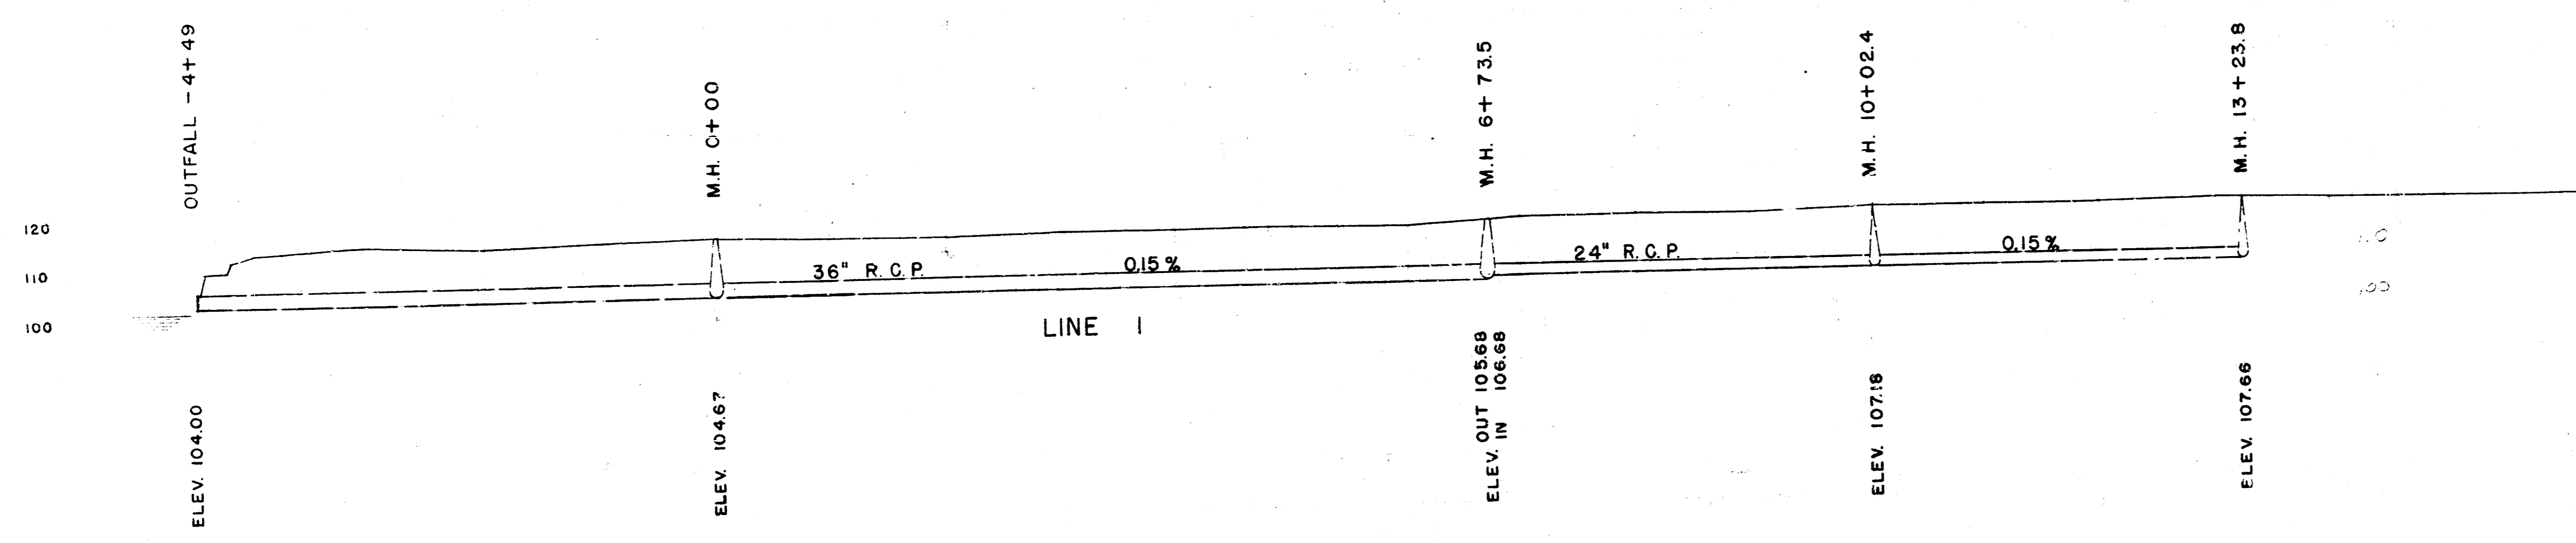 OUTFALL -4+49
M.H. 0+00
M.H. 6+73.5
M.H. 10+02.4
M.H. 13+23.8
120
110
100
36" R.C.P.
0.15%
24" R.C.P.
0.15%
110
100
LINE 1
ELEV. 104.00
ELEV. 104.67
ELEV. OUT 105.68
IN 106.68
ELEV. 107.18
ELEV. 107.66